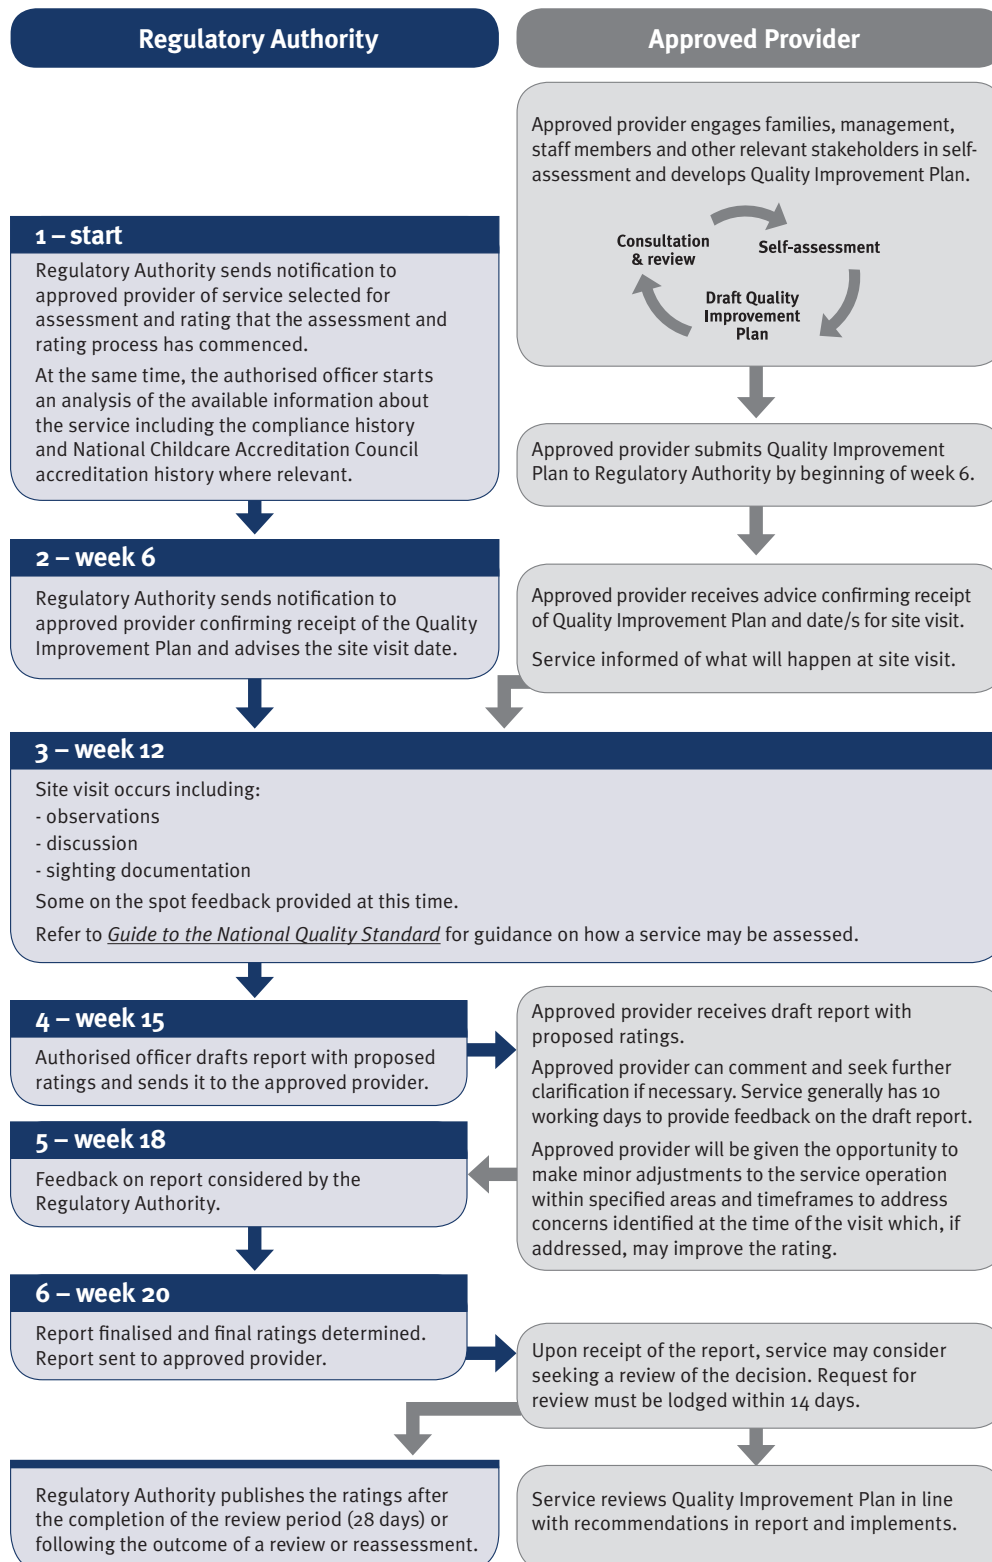 Regulatory Authority
Approved Provider
Approved provider engages families, management,
staff members and other relevant stakeholders in self-
assessment and develops Quality Improvement Plan.
Consultation
& review
Self-assessment
Draft Quality
Improvement
Plan
1 – start
Regulatory Authority sends notification to
approved provider of service selected for
assessment and rating that the assessment and
rating process has commenced.
At the same time, the authorised officer starts
an analysis of the available information about
the service including the compliance history
and National Childcare Accreditation Council
accreditation history where relevant.
Approved provider submits Quality Improvement
Plan to Regulatory Authority by beginning of week 6.
2 – week 6
Regulatory Authority sends notification to
approved provider confirming receipt of the Quality
Improvement Plan and advises the site visit date.
Approved provider receives advice confirming receipt
of Quality Improvement Plan and date/s for site visit.
Service informed of what will happen at site visit.
3 – week 12
Site visit occurs including:
- observations
- discussion
- sighting documentation
Some on the spot feedback provided at this time.
Refer to Guide to the National Quality Standard for guidance on how a service may be assessed.
4 – week 15
Authorised officer drafts report with proposed
ratings and sends it to the approved provider.
Approved provider receives draft report with
proposed ratings.
Approved provider can comment and seek further
clarification if necessary. Service generally has 10
working days to provide feedback on the draft report.
Approved provider will be given the opportunity to
make minor adjustments to the service operation
within specified areas and timeframes to address
concerns identified at the time of the visit which, if
addressed, may improve the rating.
5 – week 18
Feedback on report considered by the
Regulatory Authority.
6 – week 20
Report finalised and final ratings determined.
Report sent to approved provider.
Upon receipt of the report, service may consider
seeking a review of the decision. Request for
review must be lodged within 14 days.
Regulatory Authority publishes the ratings after
the completion of the review period (28 days) or
following the outcome of a review or reassessment.
Service reviews Quality Improvement Plan in line
with recommendations in report and implements.